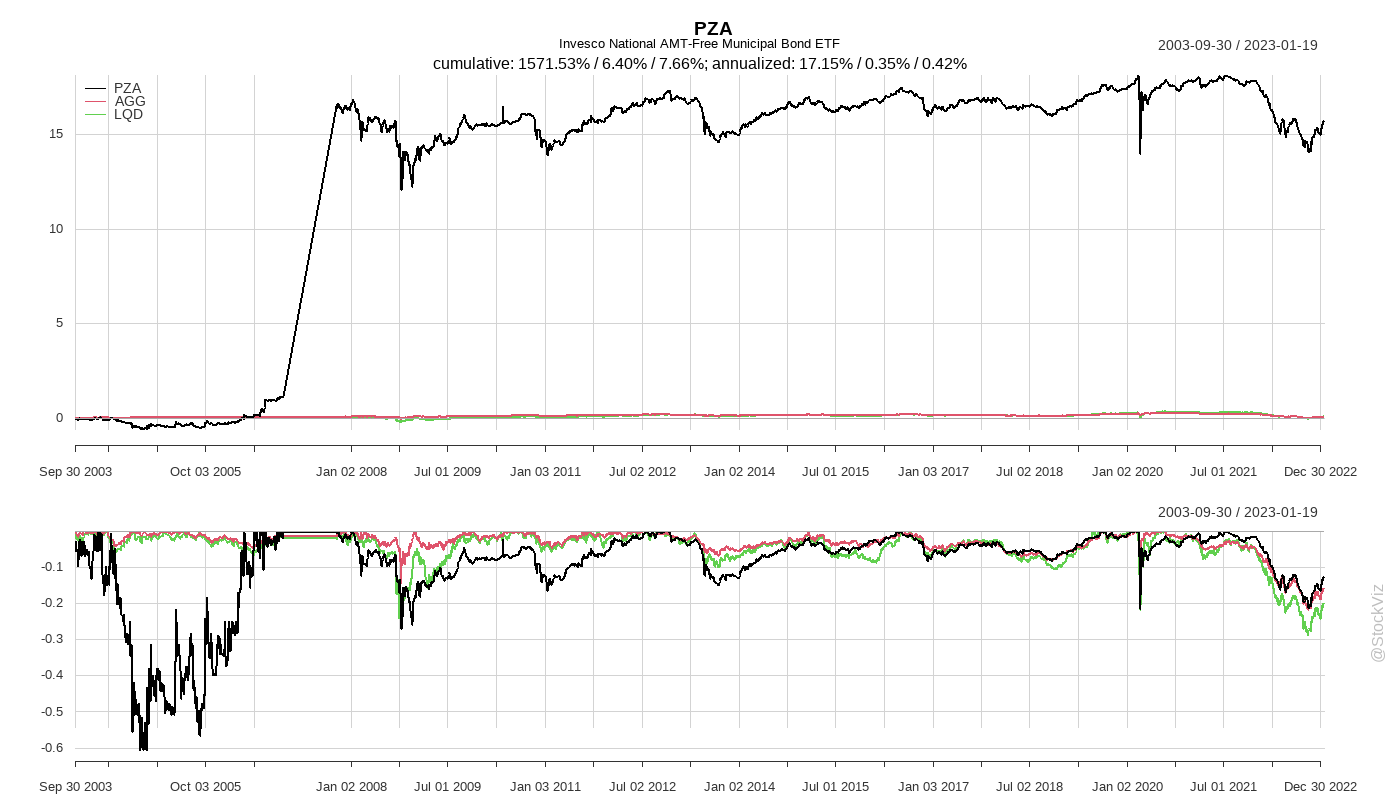 PZA
Invesco National AMT-Free Municipal Bond ETF
2003-09-30 / 2023-01-19
cumulative: 1571.53% / 6.40% / 7.66%; annualized: 17.15% / 0.35% / 0.42%
PZA
AGG
LQD
15
10
5
0
Sep 30 2003 Oct 03 2005 Jan 02 2008 Jul 01 2009 Jan 03 2011 Jul 02 2012 Jan 02 2014 Jul 01 2015 Jan 03 2017 Jul 02 2018 Jan 02 2020 Jul 01 2021 Dec 30 2022
2003-09-30 / 2023-01-19
-0.1
-0.2
-0.3
-0.4
-0.5
-0.6
Sep 30 2003 Oct 03 2005 Jan 02 2008 Jul 01 2009 Jan 03 2011 Jul 02 2012 Jan 02 2014 Jul 01 2015 Jan 03 2017 Jul 02 2018 Jan 02 2020 Jul 01 2021 Dec 30 2022
@StockViz